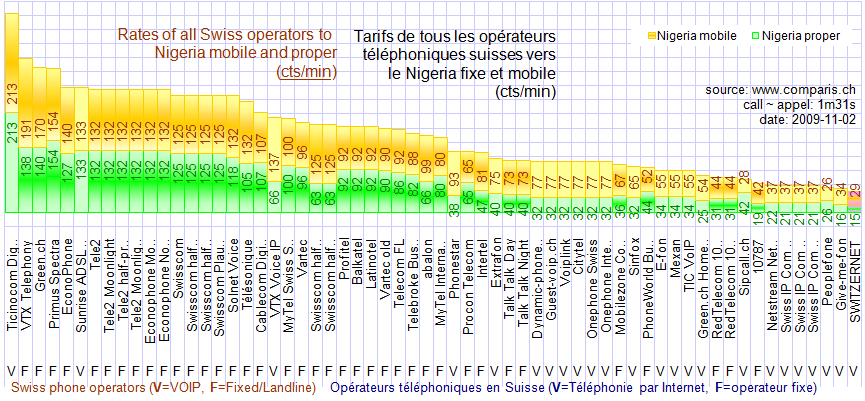 Rates of all Swiss operators to
Nigeria mobile and proper
(cts/min)
Tarifs de tous les opérateurs
téléphoniques suisses vers
le Nigeria fixe et mobile
(cts/min)
Nigeria mobile Nigeria proper
source: www.comparis.ch
call ~ appel: 1m31s
date: 2009-11-02
213 191 170 154 140 133 132 132 132 132 132 132 125 125 125 125 132 132 107 137 100 96 125 125 92 92 92 90 92 88 99 90 93 65 81 75 73 73 77 77 77 77 77 77 67 65 52 55 55 55 54 44 44 28 42 37 37 37 37 26 34 29
213 138 140 154 127 133 132 132 132 132 132 132 125 125 125 125 118 105 107 66 100 96 63 63 92 92 92 90 86 82 68 80 38 65 47 40 40 40 32 32 32 32 32 32 36 32 44 34 34 34 25 31 31 42 19 22 21 21 21 26 16 15
Ticinocom Dig...
VTX Telephony
Green.ch
Primus Spectra
EconoPhone
Sunrise ADSL...
Tele2
Tele2 Moonlight
Tele2 half-pr...
Tele2 Moonlig...
Econophone Mo...
Econophone No...
Swisscom
Swisscom half...
Swisscom half...
Swisscom Plau...
Solnet Voice
Télésonique
Cablecom Digi...
VTX Voice IP
MyTel Swiss S...
Vartec
Swisscom half...
Swisscom half...
Profitel
Balkatel
Latinotel
Vartec old
Telecom FL
Telebroke Bus...
abalon
MyTel Interna...
Phonestar
Procon Telecom
Intertel
Extrafon
Talk Talk Day
Talk Talk Night
Dynamic-phone...
Guest-voip.ch
Voiplink
Citytel
Onephone Swiss
Onephone Inte...
Mobilezone Co...
Sinfox
PhoneWorld Bu...
E-fon
Mexan
TIC VoIP
Green.ch Home...
RedTelecom 10...
RedTelecom 10...
Sipcall.ch
10787
Netstream Net...
Swiss IP Com ...
Swiss IP Com ...
Swiss IP Com ...
Peoplefone
Give-me-fon
SWITZERNET
Swiss phone operators (V=VOIP, F=Fixed/Landline) Opérateurs téléphoniques en Suisse (V=Téléphonie par Internet, F=operateur fixe)